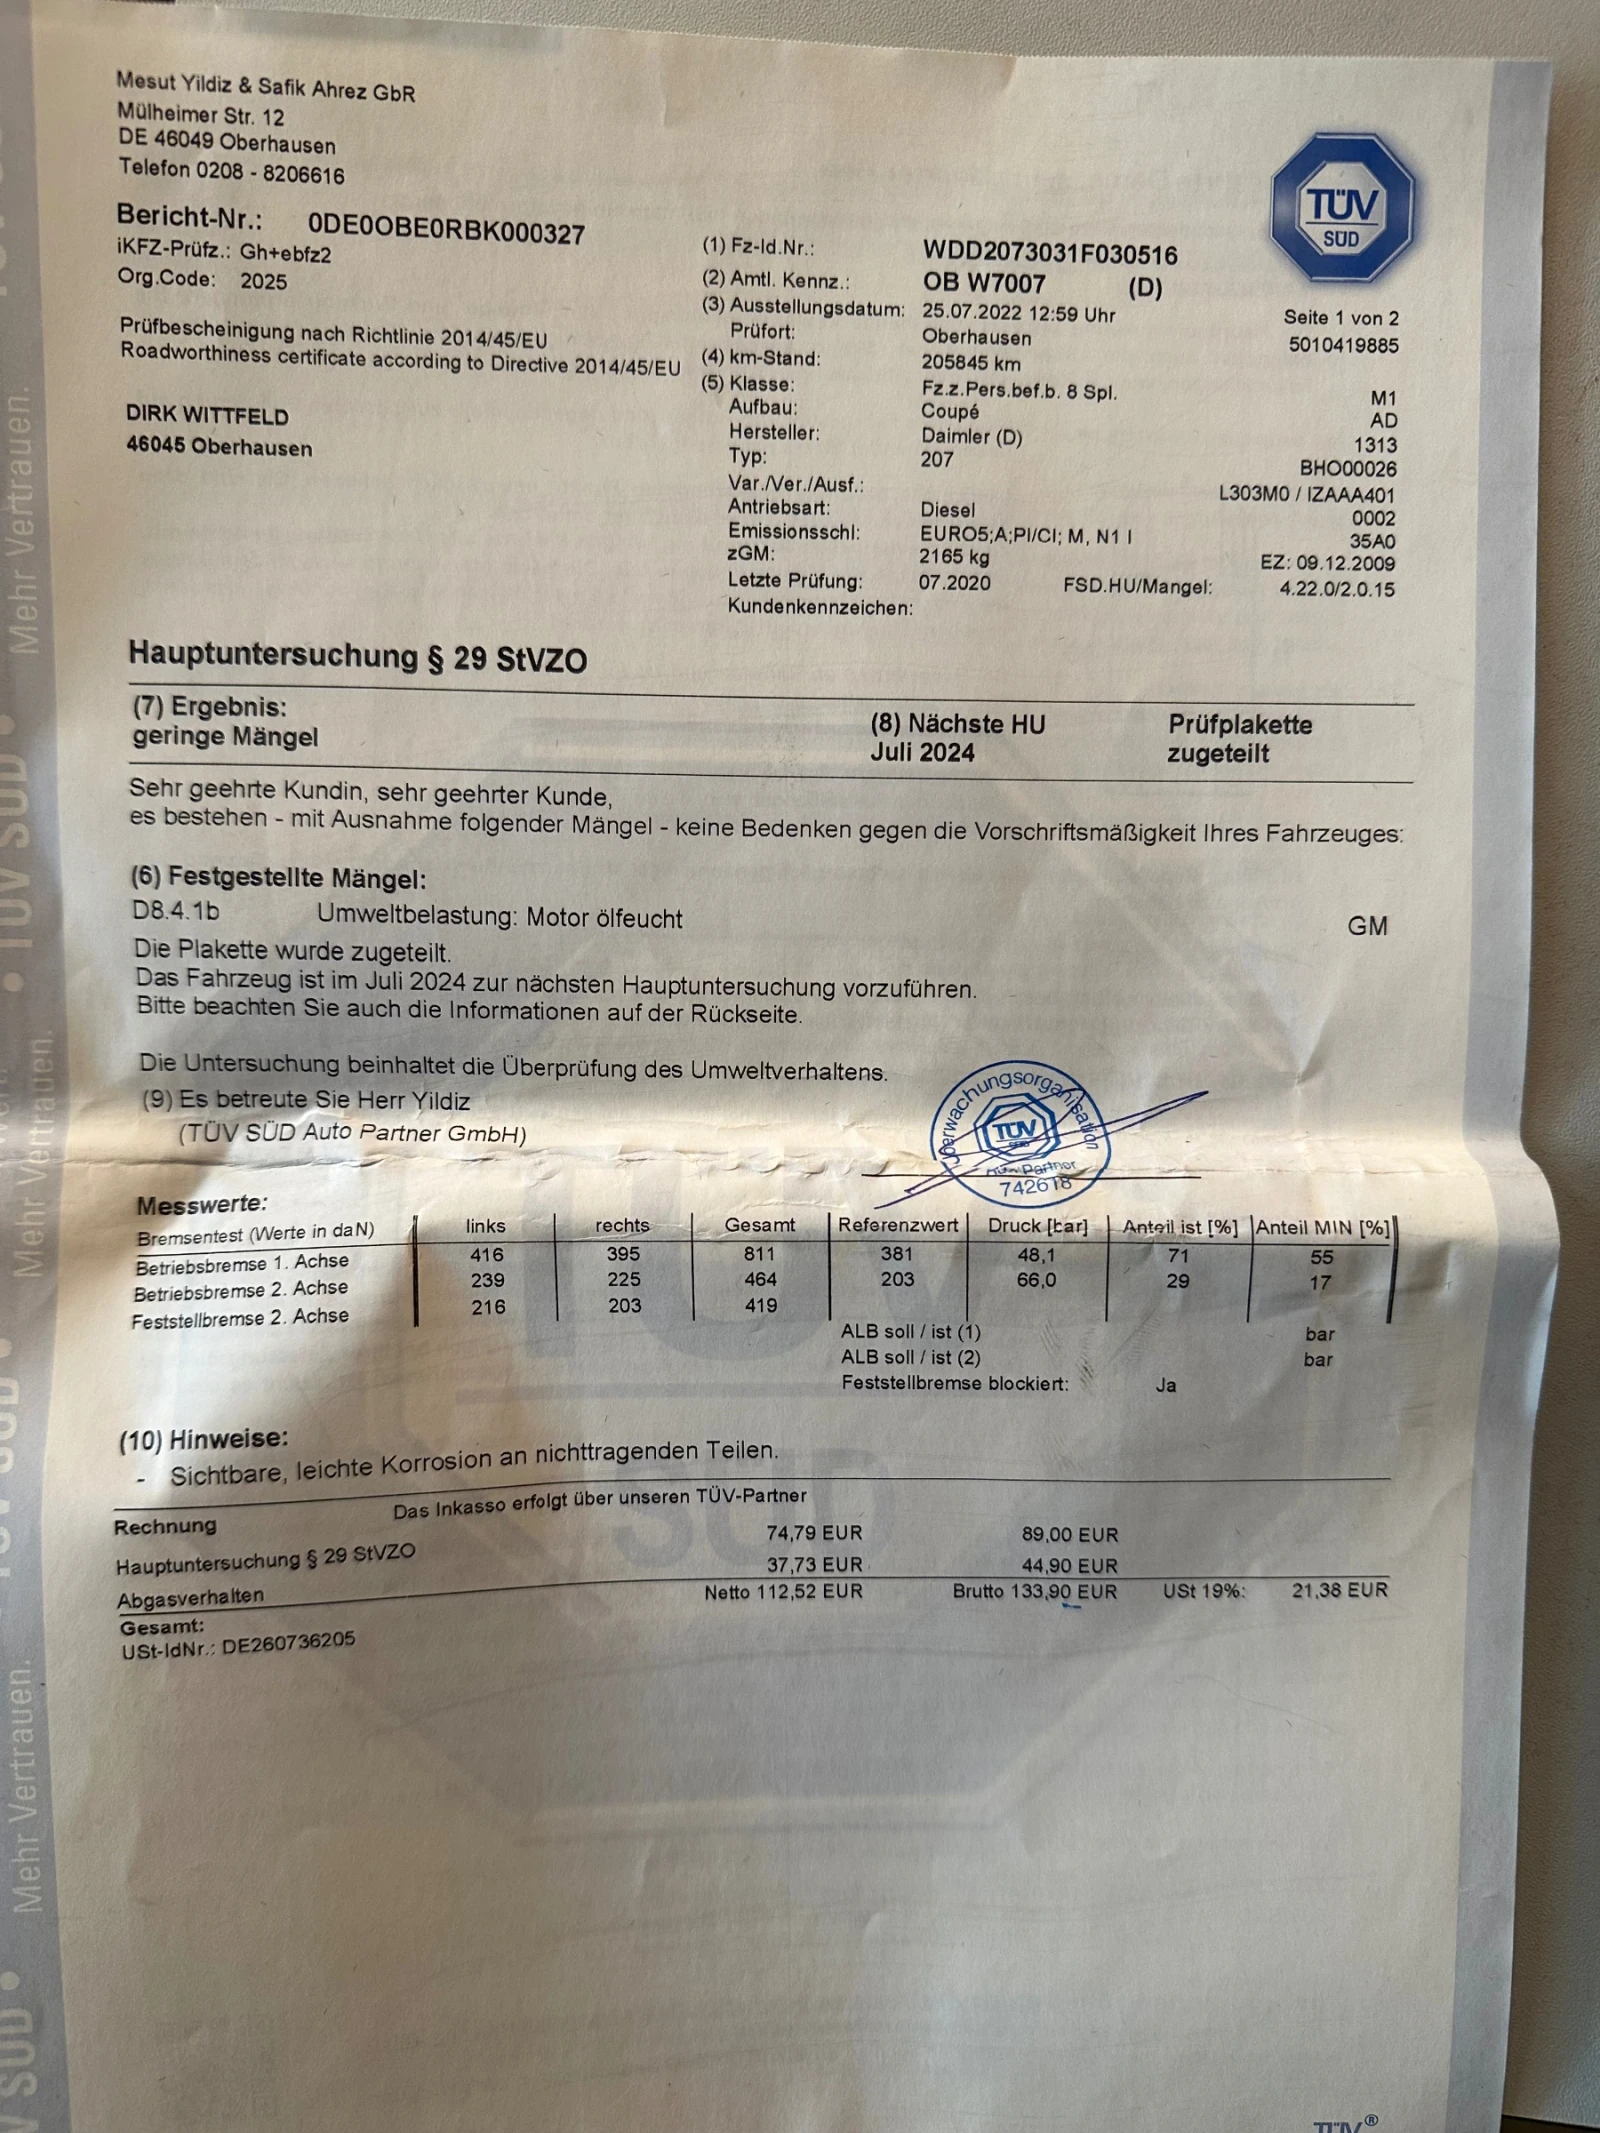 Mesut Yildiz & Safik Ahrez GbR
Mülheimer Str. 12
DE 46049 Oberhausen
Telefon 0208 - 8206616
TÜV
SÜD
Bericht-Nr.: 0DE0OBE0RBK000327
iKFZ-Prüfz.: Gh+ebfz2
Org.Code: 2025
Prüfbescheinigung nach Richtlinie 2014/45/EU
Roadworthiness certificate according to Directive 2014/45/EU
DIRK WITTFELD
46045 Oberhausen
(1) Fz-Id.Nr.: WDD2073031F030516
(2) Amtl. Kennz.: OB W7007 (D)
(3) Ausstellungsdatum: 25.07.2022 12:59 Uhr Seite 1 von 2
Prüfort: Oberhausen 5010419885
(4) km-Stand: 205845 km
(5) Klasse: Fz.z.Pers.bef.b. 8 Spl. M1
Aufbau: Coupé AD
Hersteller: Daimler (D) 1313
Typ: 207 BHO00026
Var./Ver./Ausf.: L303M0 / IZAAA401
Antriebsart: Diesel 0002
Emissionsschl: EURO5;A;PI/CI; M, N1 I 35A0
zGM: 2165 kg EZ: 09.12.2009
Letzte Prüfung: 07.2020 FSD.HU/Mangel: 4.22.0/2.0.15
Kundenkennzeichen:
Hauptuntersuchung § 29 StVZO
(7) Ergebnis: (8) Nächste HU Prüfplakette
geringe Mängel Juli 2024 zugeteilt
Sehr geehrte Kundin, sehr geehrter Kunde,
es bestehen - mit Ausnahme folgender Mängel - keine Bedenken gegen die Vorschriftsmäßigkeit Ihres Fahrzeuges:
(6) Festgestellte Mängel:
D8.4.1b Umweltbelastung: Motor ölfeucht GM
Die Plakette wurde zugeteilt.
Das Fahrzeug ist im Juli 2024 zur nächsten Hauptuntersuchung vorzuführen.
Bitte beachten Sie auch die Informationen auf der Rückseite.
Die Untersuchung beinhaltet die Überprüfung des Umweltverhaltens.
(9) Es betreute Sie Herr Yildiz
(TÜV SÜD Auto Partner GmbH)
Überwachungsorganisation
TÜV
Partner
742618
Messwerte:
Bremsentest (Werte in daN) links rechts Gesamt Referenzwert Druck [bar] Anteil ist [%] Anteil MIN [%]
Betriebsbremse 1. Achse 416 395 811 381 48,1 71 55
Betriebsbremse 2. Achse 239 225 464 203 66,0 29 17
Feststellbremse 2. Achse 216 203 419
ALB soll / ist (1) bar
ALB soll / ist (2) bar
Feststellbremse blockiert: Ja
(10) Hinweise:
- Sichtbare, leichte Korrosion an nichttragenden Teilen.
Rechnung Das Inkasso erfolgt über unseren TÜV-Partner
Hauptuntersuchung § 29 StVZO 74,79 EUR 89,00 EUR
Abgasverhalten 37,73 EUR 44,90 EUR
Gesamt: Netto 112,52 EUR Brutto 133,90 EUR USt 19%: 21,38 EUR
USt-IdNr.: DE260736205
Mehr Vertrauen.
TÜV SÜD
Mehr Vertrauen.
Mehr Vertrauen.
TÜV®